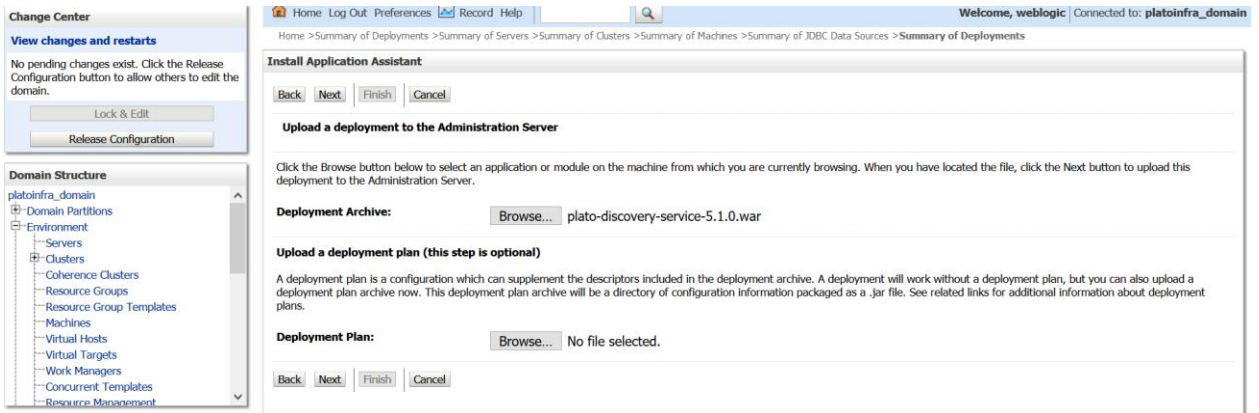 Change Center
View changes and restarts
No pending changes exist. Click the Release
Configuration button to allow others to edit the
domain.
Lock & Edit
Release Configuration
Domain Structure
platoinfra_domain
Domain Partitions
Environment
Servers
Clusters
Coherence Clusters
Resource Groups
Resource Group Templates
Machines
Virtual Hosts
Virtual Targets
Work Managers
Concurrent Templates
Resource Management
Home Log Out Preferences Record Help
Welcome, weblogic Connected to: platoinfra_domain
Home >Summary of Deployments >Summary of Servers >Summary of Clusters >Summary of Machines >Summary of JDBC Data Sources >Summary of Deployments
Install Application Assistant
Back Next Finish Cancel
Upload a deployment to the Administration Server
Click the Browse button below to select an application or module on the machine from which you are currently browsing. When you have located the file, click the Next button to upload this
deployment to the Administration Server.
Deployment Archive: Browse... plato-discovery-service-5.1.0.war
Upload a deployment plan (this step is optional)
A deployment plan is a configuration which can supplement the descriptors included in the deployment archive. A deployment will work without a deployment plan, but you can also upload a
deployment plan archive now. This deployment plan archive will be a directory of configuration information packaged as a .jar file. See related links for additional information about deployment
plans.
Deployment Plan: Browse... No file selected.
Back Next Finish Cancel